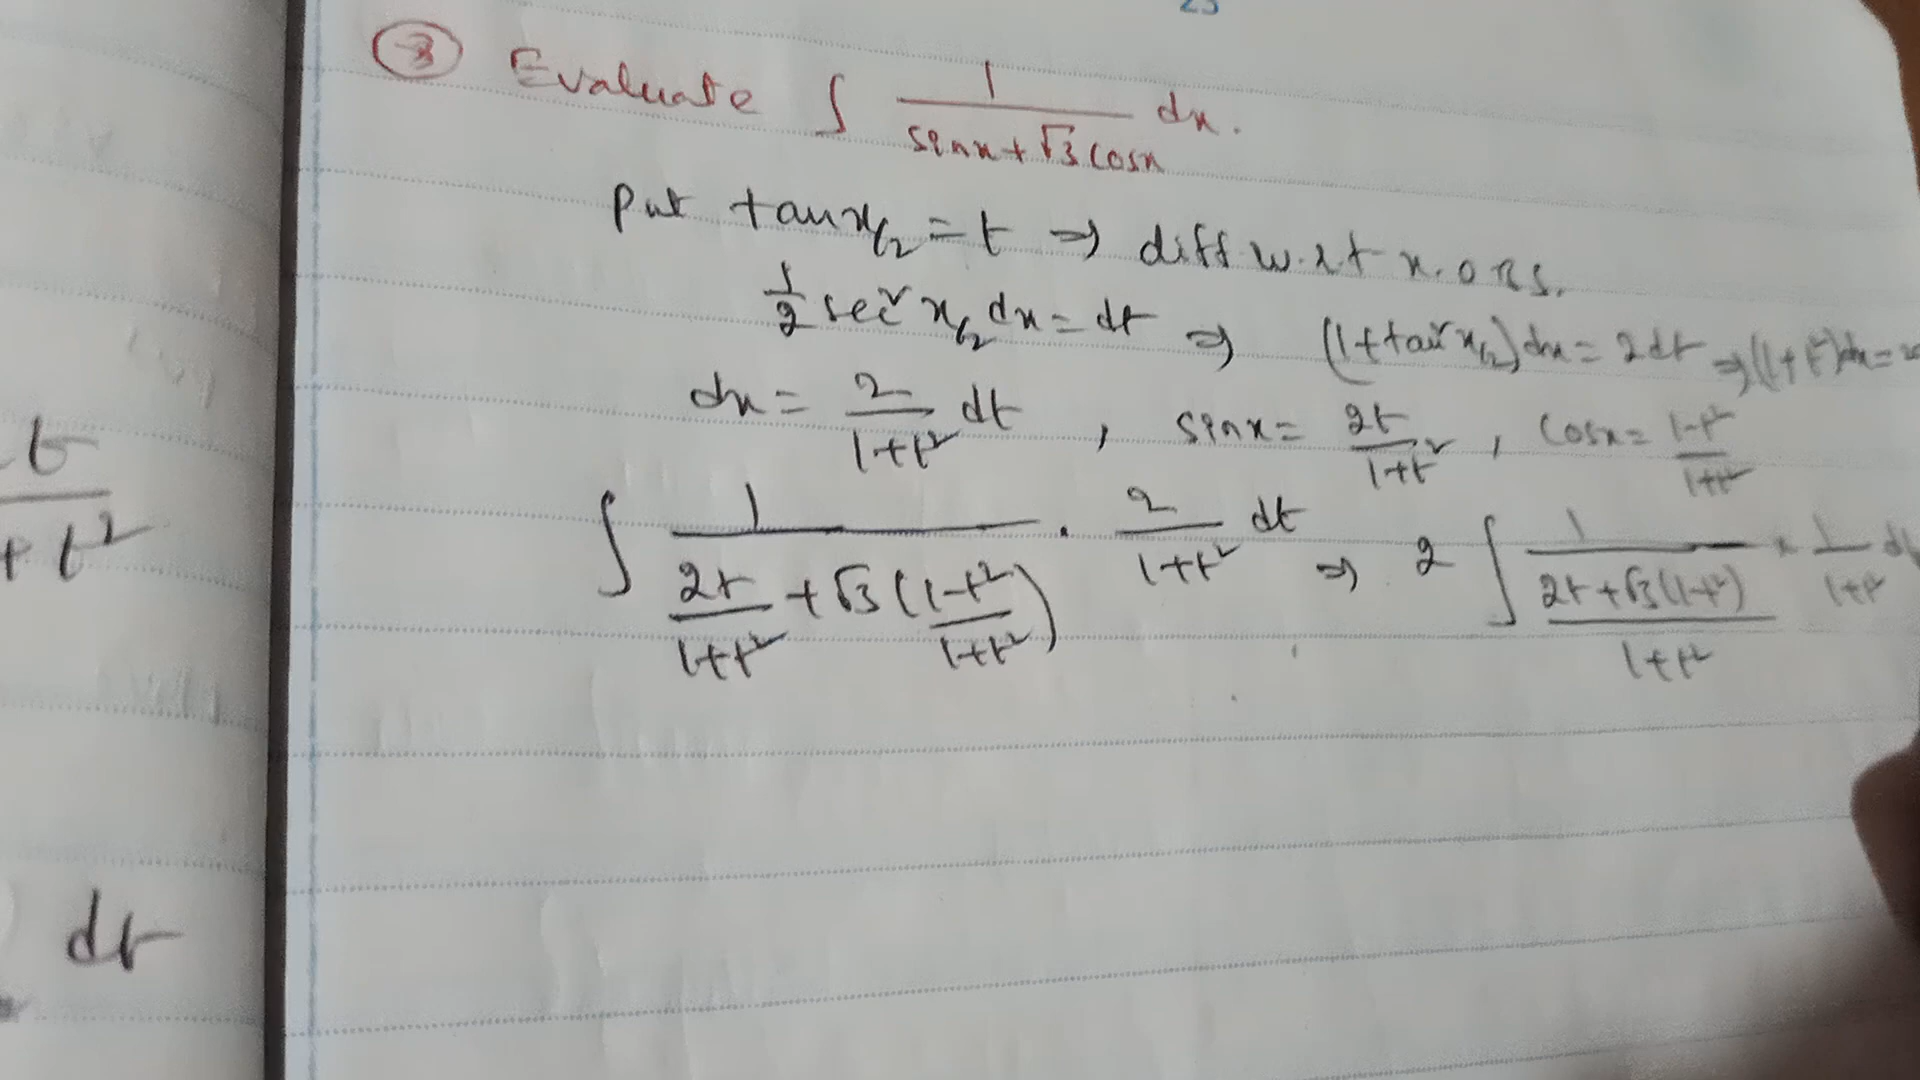 23
③ Evaluate ∫ 1/(sinx+√3 cosx) dx.
Put tan x/2 = t ⇒ diff w.r.t x. o B S.
1/2 sec² x/2 dx = dt ⇒ (1+tan² x/2) dx = 2dt ⇒ (1+t²)dx =
dx = 2/(1+t²) dt , sinx = 2t/(1+t²) , cosx = (1-t²)/(1+t²)
∫ 1/(2t/(1+t²) + √3((1-t²)/(1+t²))) . 2/(1+t²) dt ⇒ 2 ∫ 1/((2t+√3(1-t²))/(1+t²)) × 1/(1+t²) dt
t
+t²
dt